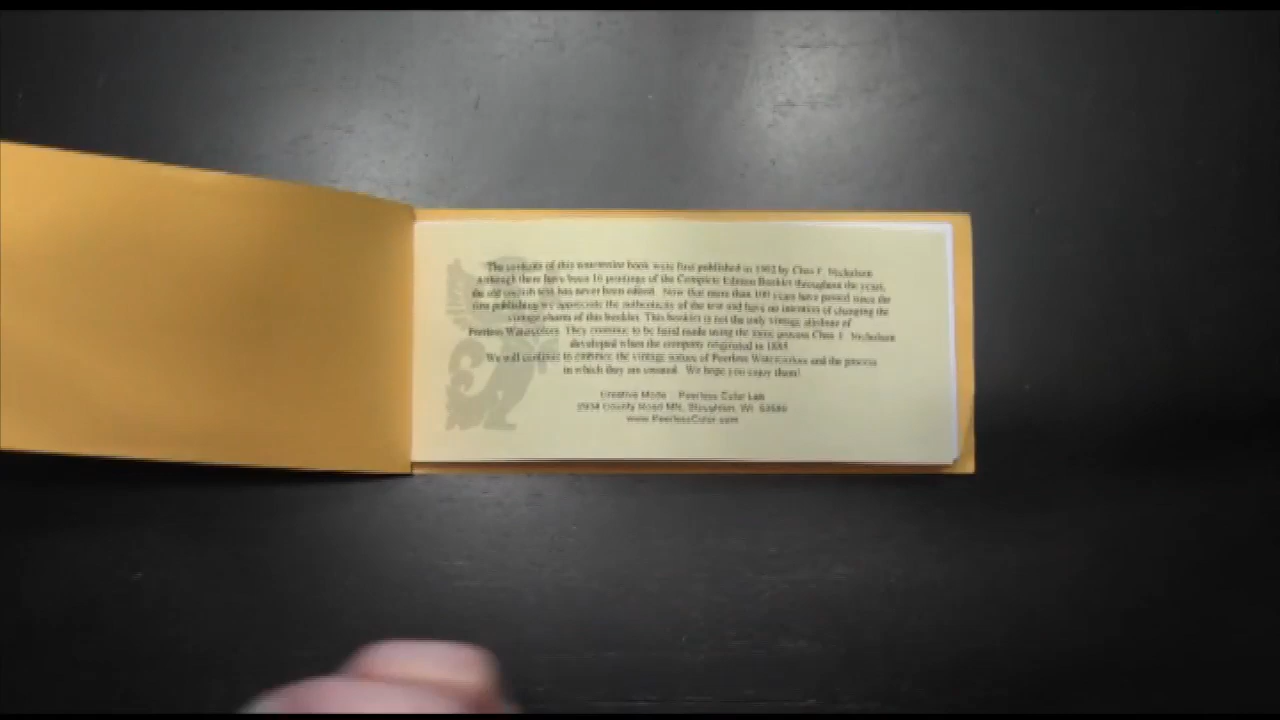 The contents of this watercolor book were first published in 1902 by Chas F. Nicholson
Although there have been 16 printings of the Complete Edition Booklet throughout the years,
the old english text has never been edited. Now that more than 100 years have passed since the
first publishing we appreciate the authenticity of the text and have no intention of changing the
vintage charm of this booklet. This booklet is not the only vintage attribute of
Peerless Watercolors. They continue to be hand made using the same process Chas F. Nicholson
developed when the company originated in 1885
We will continue to embrace the vintage nature of Peerless Watercolors and the process
in which they are created. We hope you enjoy them!
Creative Mode Peerless Color Lab
County Road MN, Stoughton, WI 53589
www.PeerlessColor.com